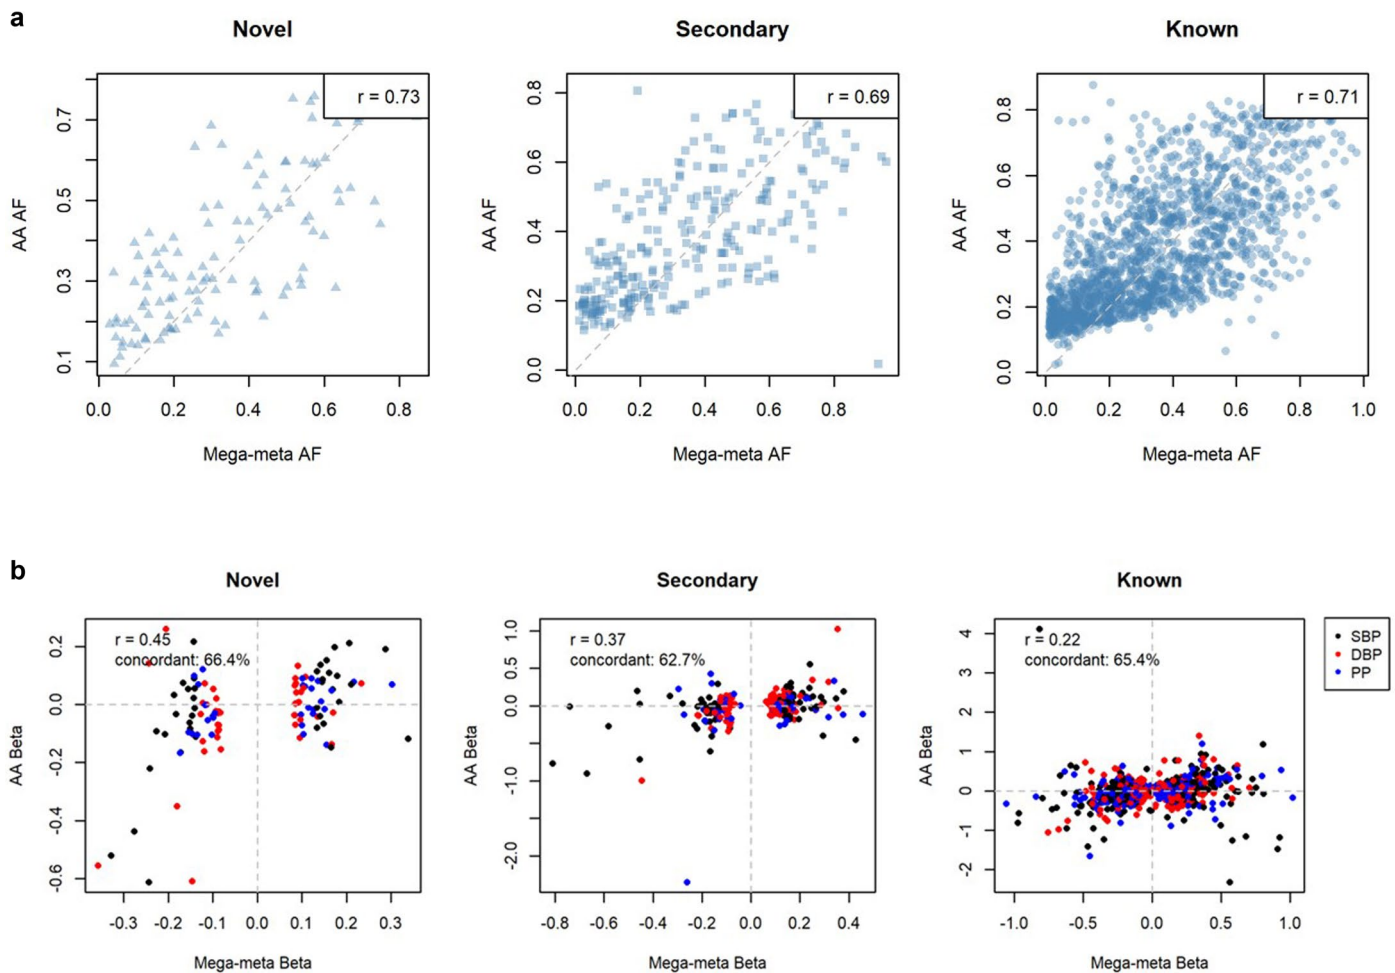 a
Novel
Secondary
Known
r = 0.73
r = 0.69
r = 0.71
AA AF
0.1 0.3 0.5 0.7
0.0 0.2 0.4 0.6 0.8
Mega-meta AF
AA AF
0.0 0.2 0.4 0.6 0.8
0.0 0.2 0.4 0.6 0.8
Mega-meta AF
AA AF
0.0 0.2 0.4 0.6 0.8
0.0 0.2 0.4 0.6 0.8 1.0
Mega-meta AF
b
Novel
Secondary
Known
r = 0.45
concordant: 66.4%
AA Beta
-0.6 -0.4 -0.2 0.0 0.2
-0.3 -0.2 -0.1 0.0 0.1 0.2 0.3
Mega-meta Beta
r = 0.37
concordant: 62.7%
AA Beta
-2.0 -1.0 0.0 0.5 1.0
-0.8 -0.6 -0.4 -0.2 0.0 0.2 0.4
Mega-meta Beta
r = 0.22
concordant: 65.4%
AA Beta
-2 -1 0 1 2 3 4
-1.0 -0.5 0.0 0.5 1.0
Mega-meta Beta
SBP
DBP
PP